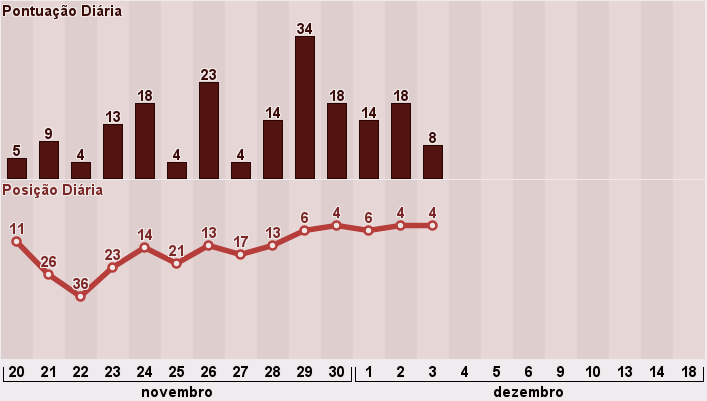 Pontuação Diária
5 9 4 13 18 4 23 4 14 34 18 14 18 8
Posição Diária
11 26 36 23 14 21 13 17 13 6 4 6 4 4
20 21 22 23 24 25 26 27 28 29 30 1 2 3 4 5 6 9 10 13 14 18
novembro dezembro